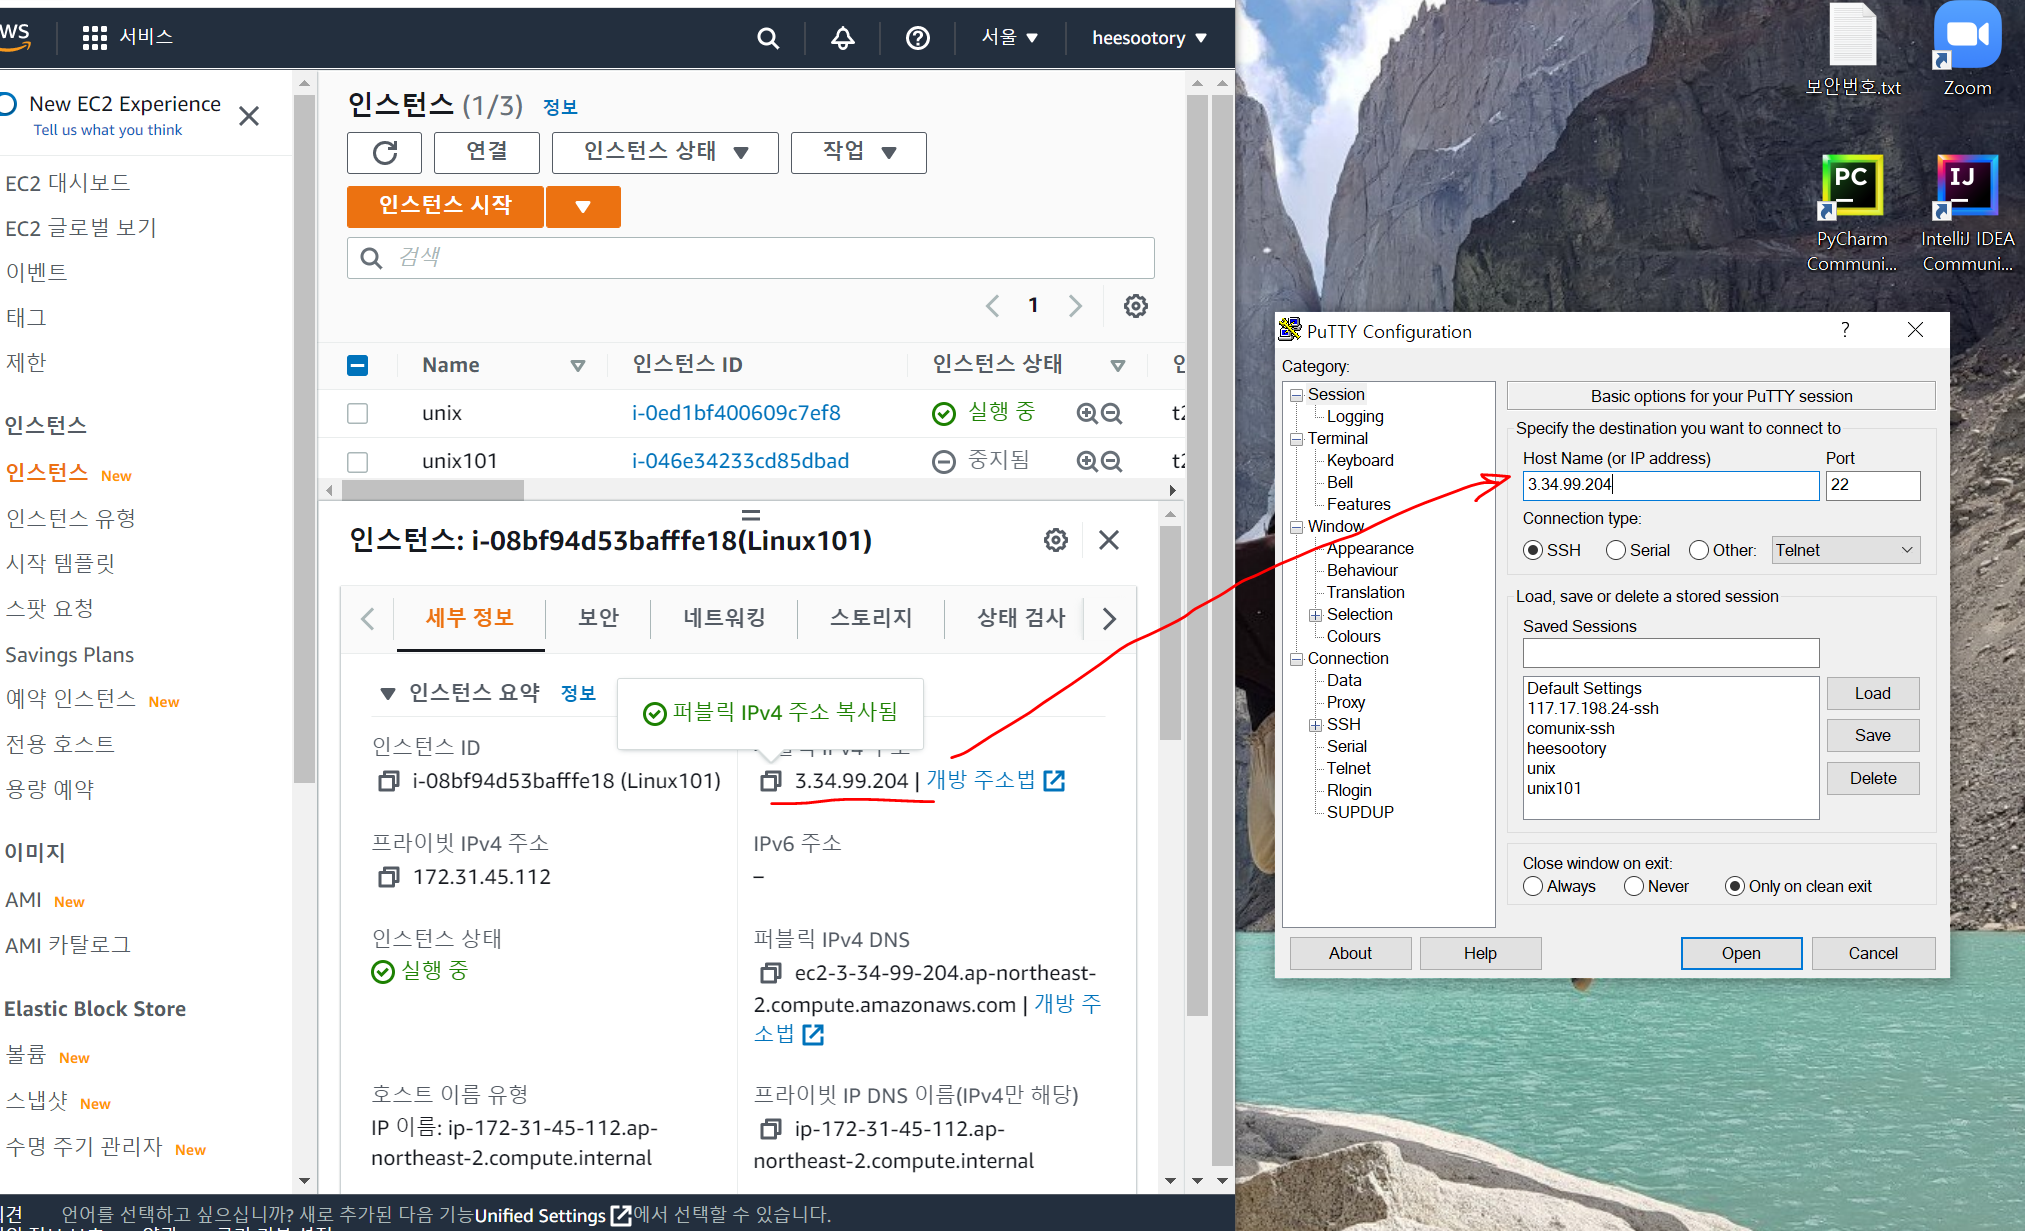 서비스
서울 ▼
heesootory ▼
New EC2 Experience
Tell us what you think
EC2 대시보드
EC2 글로벌 보기
이벤트
태그
제한
인스턴스
인스턴스 New
인스턴스 유형
시작 템플릿
스팟 요청
Savings Plans
예약 인스턴스 New
전용 호스트
용량 예약
이미지
AMI New
AMI 카탈로그
Elastic Block Store
볼륨 New
스냅샷 New
수명 주기 관리자 New
인스턴스 (1/3) 정보
연결
인스턴스 상태 ▼
작업 ▼
인스턴스 시작 ▼
검색
1
Name
인스턴스 ID
인스턴스 상태
unix
i-0ed1bf400609c7ef8
실행 중
unix101
i-046e34233cd85dbad
중지됨
인스턴스: i-08bf94d53bafffe18(Linux101)
세부 정보
보안
네트워킹
스토리지
상태 검사
▼ 인스턴스 요약 정보
퍼블릭 IPv4 주소 복사됨
인스턴스 ID
i-08bf94d53bafffe18 (Linux101)
3.34.99.204 | 개방 주소법
프라이빗 IPv4 주소
172.31.45.112
IPv6 주소
–
인스턴스 상태
실행 중
퍼블릭 IPv4 DNS
ec2-3-34-99-204.ap-northeast-
2.compute.amazonaws.com | 개방 주
소법
호스트 이름 유형
IP 이름: ip-172-31-45-112.ap-
northeast-2.compute.internal
프라이빗 IP DNS 이름(IPv4만 해당)
ip-172-31-45-112.ap-
northeast-2.compute.internal
언어를 선택하고 싶으십니까? 새로 추가된 다음 기능Unified Settings에서 선택할 수 있습니다.
보안번호.txt
Zoom
PC
PyCharm
Communi...
IJ
IntelliJ IDEA
Communi...
PuTTY Configuration
?
Category:
Session
Logging
Terminal
Keyboard
Bell
Features
Window
Appearance
Behaviour
Translation
Selection
Colours
Connection
Data
Proxy
SSH
Serial
Telnet
Rlogin
SUPDUP
Basic options for your PuTTY session
Specify the destination you want to connect to
Host Name (or IP address)
Port
3.34.99.204
22
Connection type:
SSH
Serial
Other:
Telnet
Load, save or delete a stored session
Saved Sessions
Default Settings
117.17.198.24-ssh
comunix-ssh
heesootory
unix
unix101
Load
Save
Delete
Close window on exit:
Always
Never
Only on clean exit
About
Help
Open
Cancel